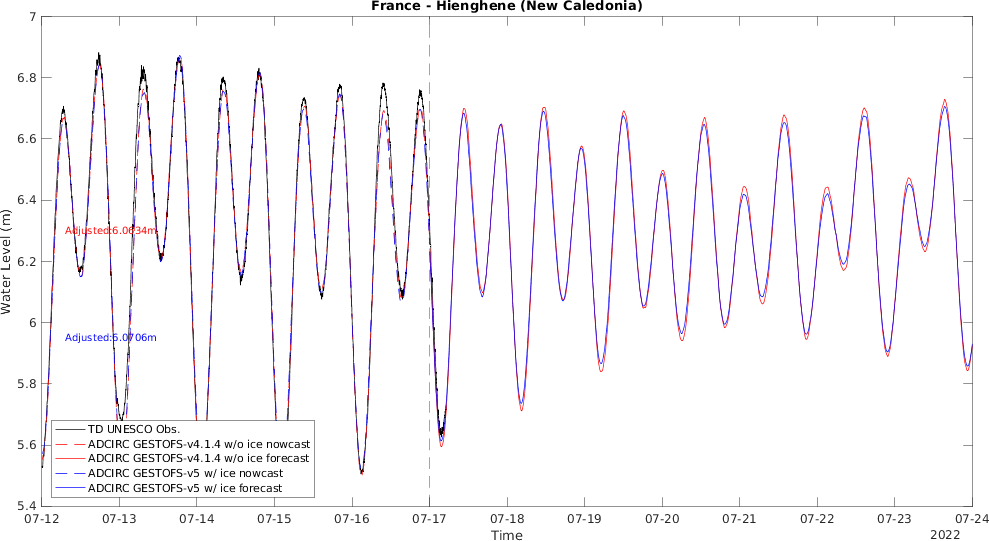 France - Hienghene (New Caledonia)
7
6.8
6.6
6.4
6.2
6
5.8
5.6
5.4
Water Level (m)
Adjusted:6.0634m
Adjusted:6.0706m
TD UNESCO Obs.
ADCIRC GESTOFS-v4.1.4 w/o ice nowcast
ADCIRC GESTOFS-v4.1.4 w/o ice forecast
ADCIRC GESTOFS-v5 w/ ice nowcast
ADCIRC GESTOFS-v5 w/ ice forecast
07-12 07-13 07-14 07-15 07-16 07-17 07-18 07-19 07-20 07-21 07-22 07-23 07-24
Time
2022